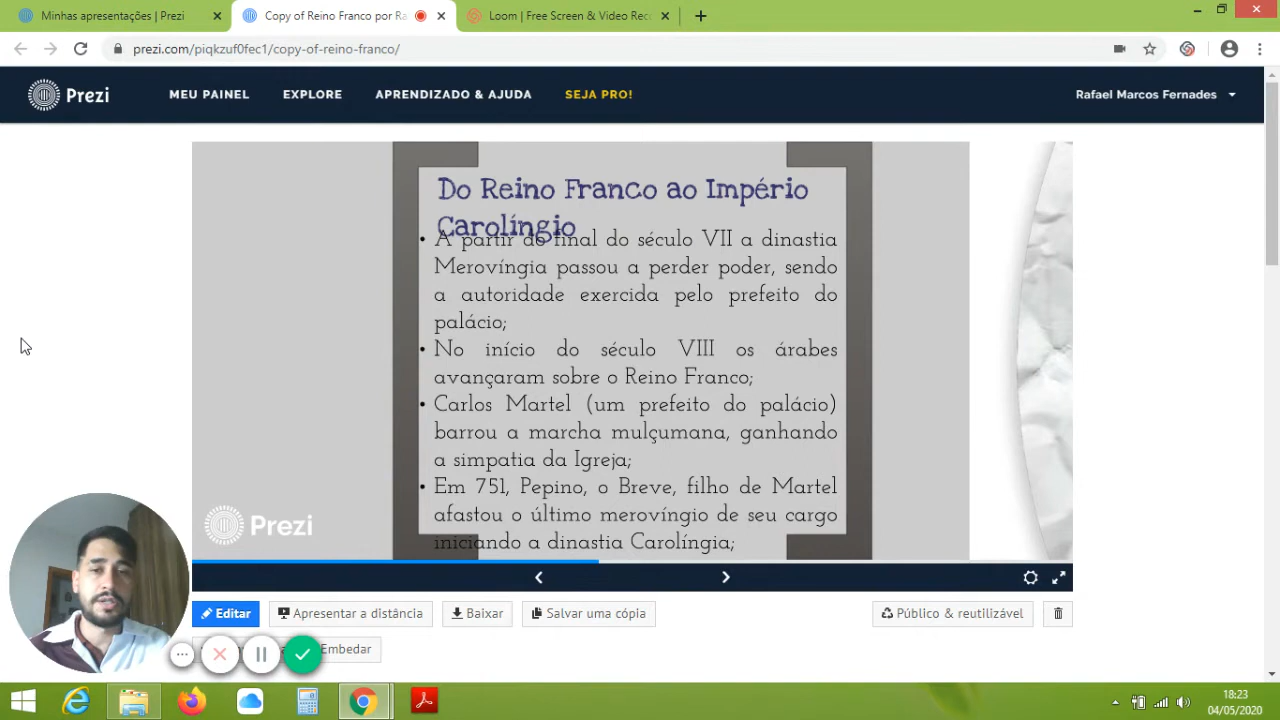 Minhas apresentações | Prezi
Copy of Reino Franco por Ra
Loom | Free Screen & Video Rec
prezi.com/piqkzuf0fec1/copy-of-reino-franco/
Prezi
MEU PAINEL
EXPLORE
APRENDIZADO & AJUDA
SEJA PRO!
Rafael Marcos Fernades
Do Reino Franco ao Império
Carolíngio
• A partir do final do século VII a dinastia
Merovíngia passou a perder poder, sendo
a autoridade exercida pelo prefeito do
palácio;
• No início do século VIII os árabes
avançaram sobre o Reino Franco;
• Carlos Martel (um prefeito do palácio)
barrou a marcha mulçumana, ganhando
a simpatia da Igreja;
• Em 751, Pepino, o Breve, filho de Martel
afastou o último merovíngio de seu cargo
iniciando a dinastia Carolíngia;
Prezi
Editar
Apresentar a distância
Baixar
Salvar uma cópia
Público & reutilizável
Embedar
18:23
04/05/2020